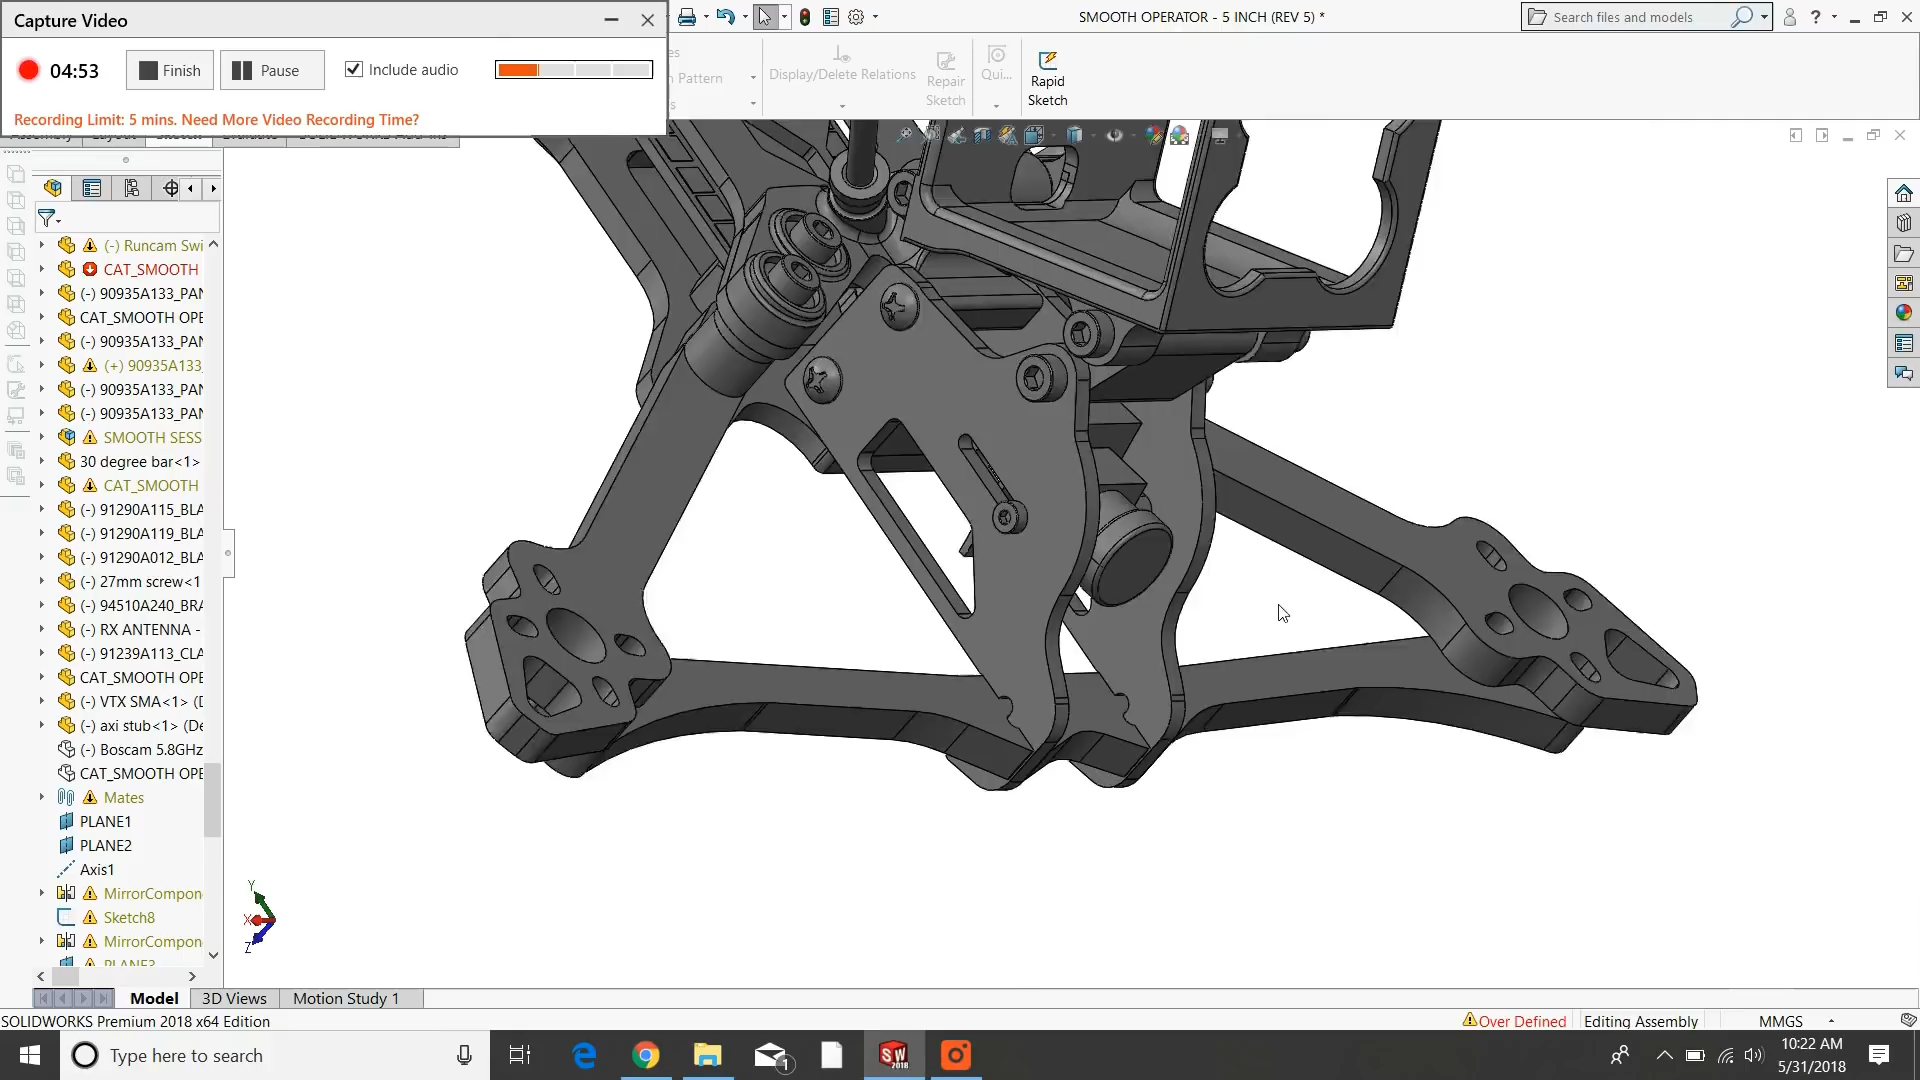 Capture Video
SMOOTH OPERATOR - 5 INCH (REV 5) *
Search files and models
?
04:53
Finish
Pause
Include audio
Recording Limit: 5 mins. Need More Video Recording Time?
Pattern
Display/Delete Relations
Repair
Sketch
Qui...
Rapid
Sketch
(-) Runcam Swi
CAT_SMOOTH
(-) 90935A133_PAN
CAT_SMOOTH OPE
(-) 90935A133_PAN
(+) 90935A133_
(-) 90935A133_PAN
(-) 90935A133_PAN
SMOOTH SESS
30 degree bar<1>
CAT_SMOOTH
(-) 91290A115_BLA
(-) 91290A119_BLA
(-) 91290A012_BLA
(-) 27mm screw<1
(-) 94510A240_BRA
(-) RX ANTENNA -
(-) 91239A113_CLA
CAT_SMOOTH OPE
(-) VTX SMA<1> (D
(-) axi stub<1> (De
(-) Boscam 5.8GHz
CAT_SMOOTH OPE
Mates
PLANE1
PLANE2
Axis1
MirrorCompon
Sketch8
MirrorCompon
PLANE3
Y
X
Z
Model
3D Views
Motion Study 1
SOLIDWORKS Premium 2018 x64 Edition
Over Defined
Editing Assembly
MMGS
Type here to search
1
SW
2018
10:22 AM
5/31/2018